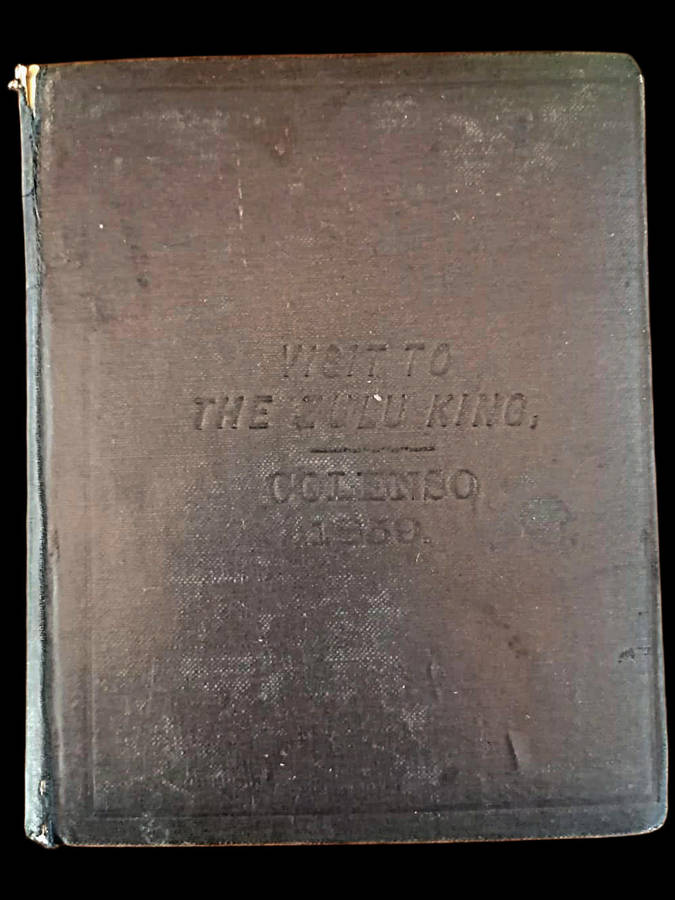 VISIT TO
THE ZULU KING,
COLENSO
1859.